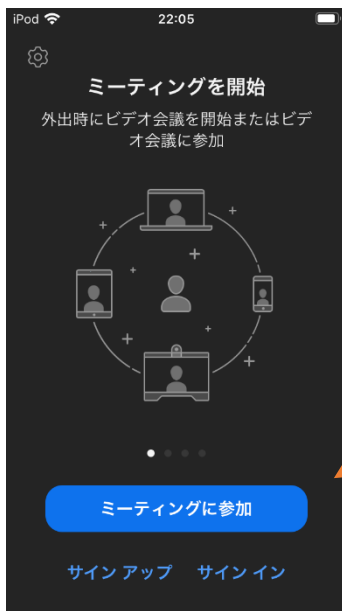 iPod 22:05
ミーティングを開始
外出時にビデオ会議を開始またはビデ
オ会議に参加
ミーティングに参加
サイン アップ サイン イン